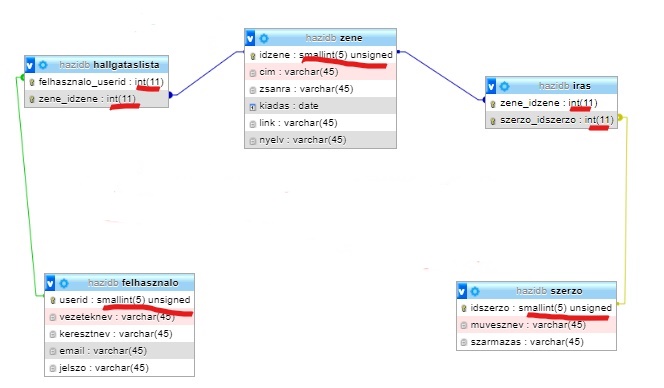 hazidb zene
idzene : smallint(5) unsigned
cim : varchar(45)
zsanra : varchar(45)
kiadas : date
link : varchar(45)
nyelv : varchar(45)
hazidb hallgataslista
felhasznalo_userid : int(11)
zene_idzene : int(11)
hazidb iras
zene_idzene : int(11)
szerzo_idszerzo : int(11)
hazidb felhasznalo
userid : smallint(5) unsigned
vezeteknev : varchar(45)
keresztnev : varchar(45)
email : varchar(45)
jelszo : varchar(45)
hazidb szerzo
idszerzo : smallint(5) unsigned
muvesznev : varchar(45)
szarmazas : varchar(45)